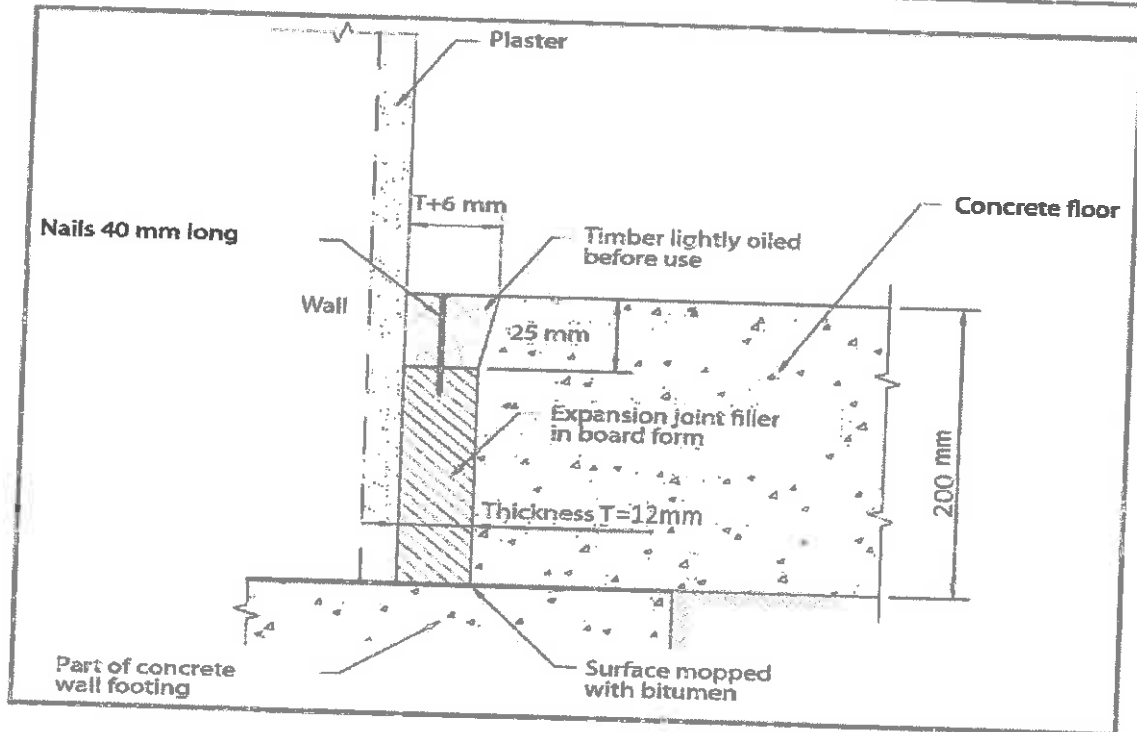 Plaster
T+6 mm
Concrete floor
Nails 40 mm long
Timber lightly oiled
before use
Wall
25 mm
Expansion joint filler
in board form
200 mm
Thickness T=12mm
Part of concrete
wall footing
Surface mopped
with bitumen